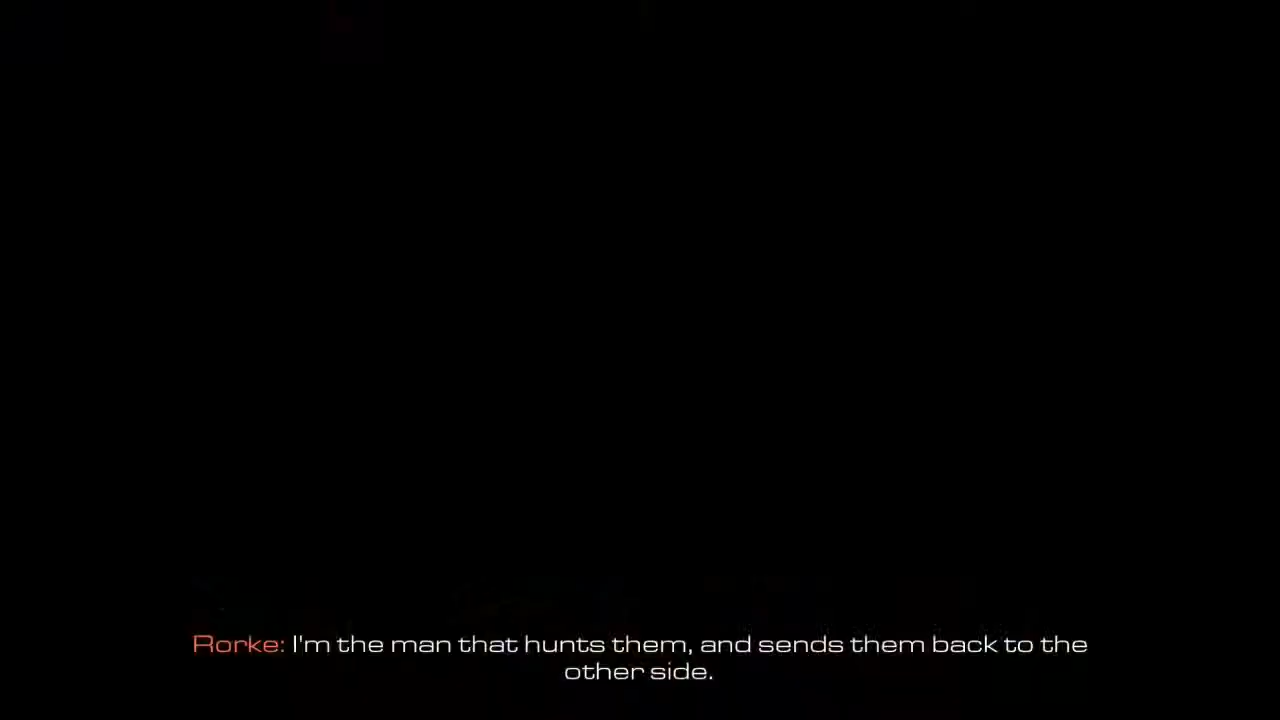 Rorke: I'm the man that hunts them, and sends them back to the
other side.